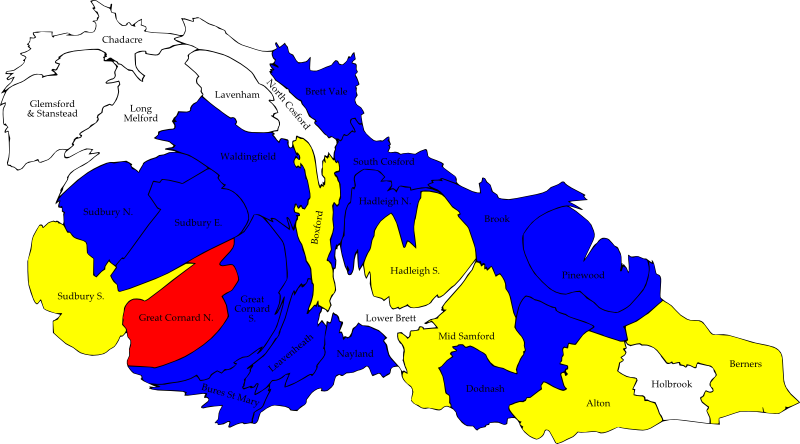 Chadacre
Glemsford
& Stanstead
Long
Melford
Lavenham
North Cosford
Brett Vale
Waldingfield
South Cosford
Sudbury N.
Sudbury E.
Boxford
Hadleigh N.
Brook
Pinewood
Hadleigh S.
Sudbury S.
Great Cornard N.
Great
Cornard
S.
Lower Brett
Mid Samford
Leavenheath
Nayland
Berners
Holbrook
Dodnash
Bures St Mary
Alton